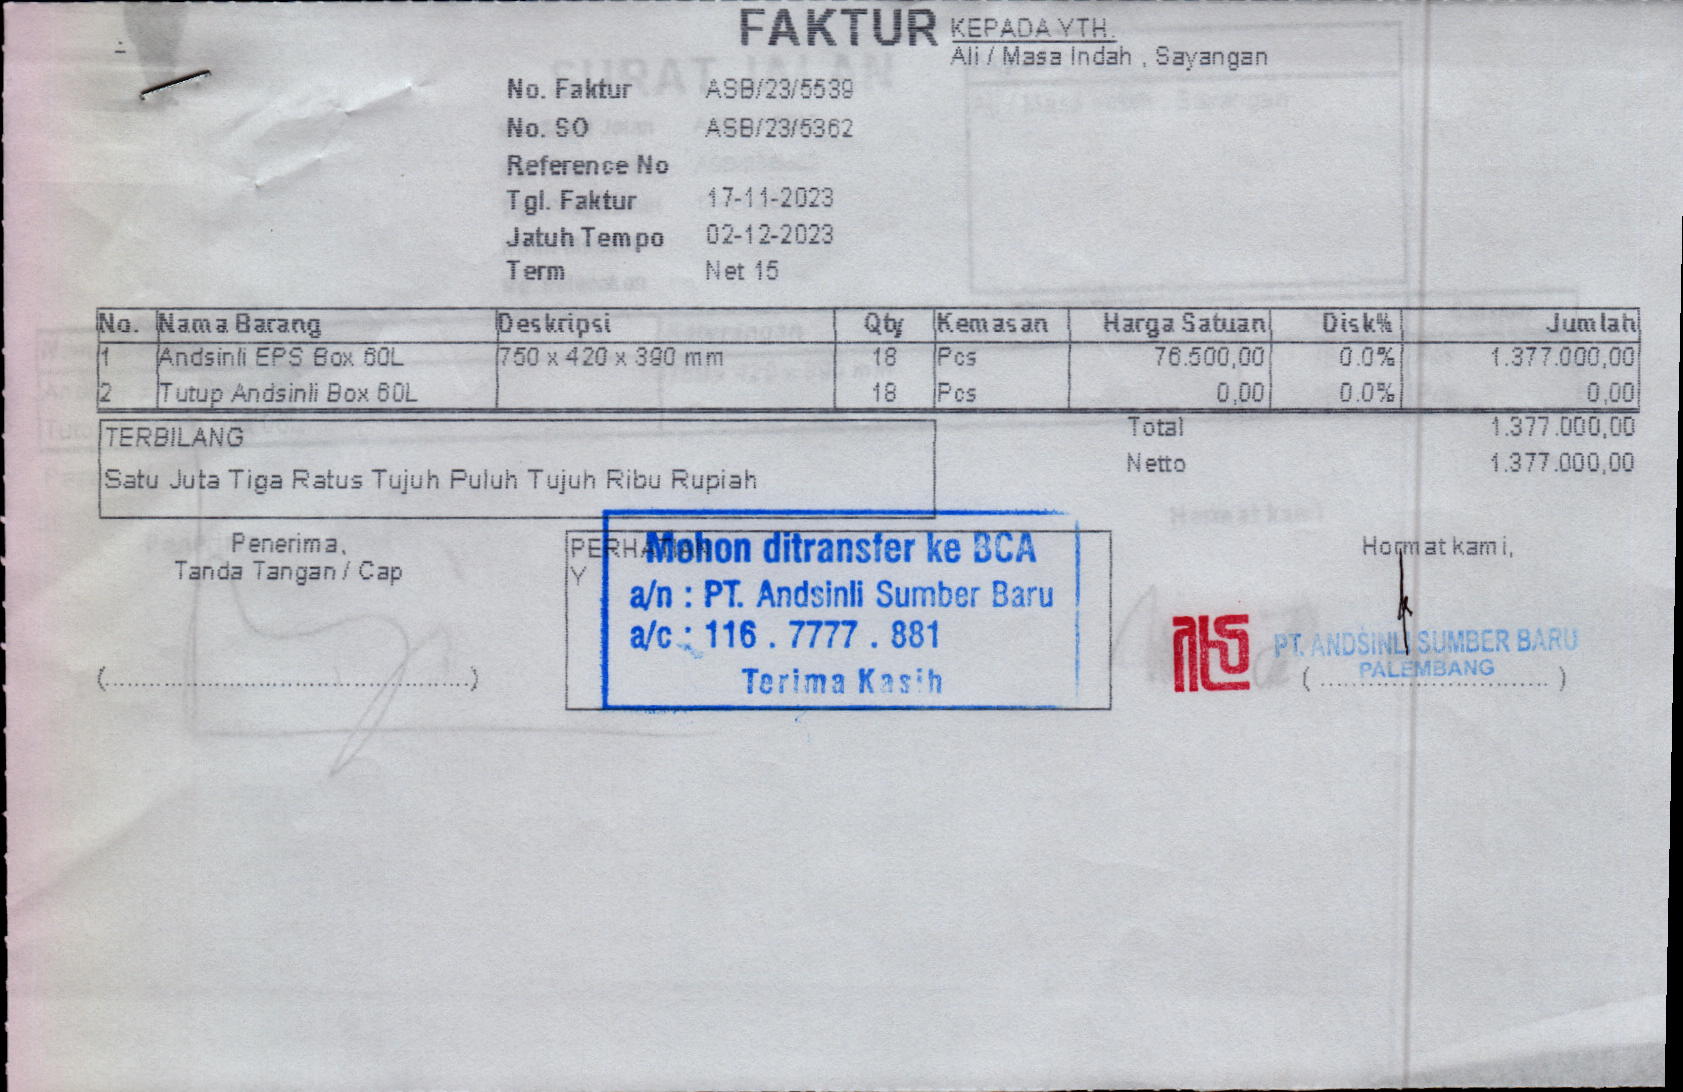 FAKTUR
KEPADA YTH.
Ali / Masa Indah , Sayangan
No. Faktur ASB/23/5539
No. SO ASB/23/5362
Reference No
Tgl. Faktur 17-11-2023
Jatuh Tempo 02-12-2023
Term Net 15
No. Nama Barang Deskripsi Qty Kemasan Harga Satuan Disk% Jumlah
1 Andsinli EPS Box 60L 750 x 420 x 390 mm 18 Pcs 76.500,00 0.0% 1.377.000,00
2 Tutup Andsinli Box 60L 18 Pcs 0,00 0.0% 0,00
TERBILANG
Satu Juta Tiga Ratus Tujuh Puluh Tujuh Ribu Rupiah
Total 1.377.000,00
Netto 1.377.000,00
Penerima,
Tanda Tangan / Cap
(............................................................)
Y
Mohon ditransfer ke BCA
a/n : PT. Andsinli Sumber Baru
a/c : 116 . 7777 . 881
Terima Kasih
Hormat kami,
PT. ANDSINLI SUMBER BARU
PALEMBANG
(......................................)